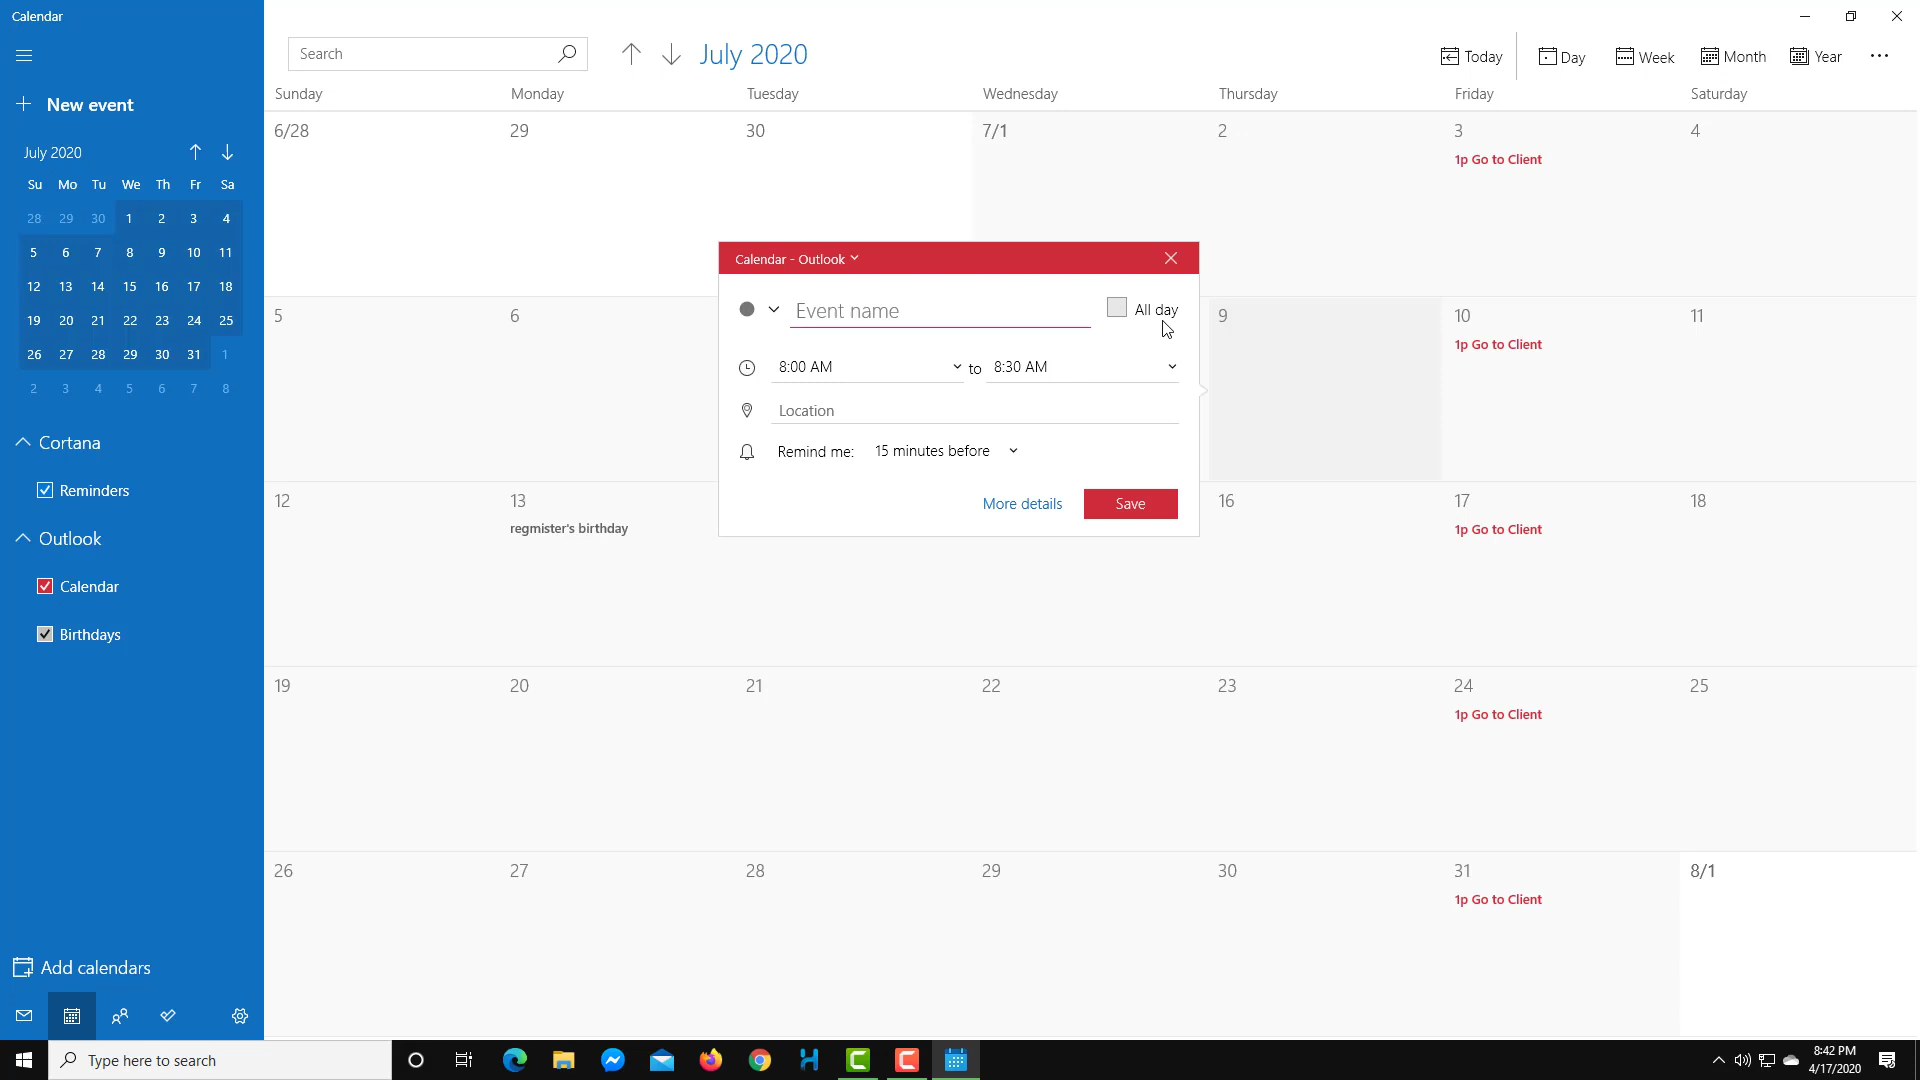 Calendar
New event
July 2020
Su Mo Tu We Th Fr Sa
28 29 30 1 2 3 4
5 6 7 8 9 10 11
12 13 14 15 16 17 18
19 20 21 22 23 24 25
26 27 28 29 30 31 1
2 3 4 5 6 7 8
Cortana
Reminders
Outlook
Calendar
Birthdays
Add calendars
Search
July 2020
Today Day Week Month Year
Sunday Monday Tuesday Wednesday Thursday Friday Saturday
6/28 29 30 7/1 2 3 4
1p Go to Client
5 6 9 10 11
1p Go to Client
12 13 16 17 18
regmister's birthday 1p Go to Client
19 20 21 22 23 24 25
1p Go to Client
26 27 28 29 30 31 8/1
1p Go to Client
Calendar - Outlook
Event name All day
8:00 AM to 8:30 AM
Location
Remind me: 15 minutes before
More details Save
Type here to search
8:42 PM
4/17/2020